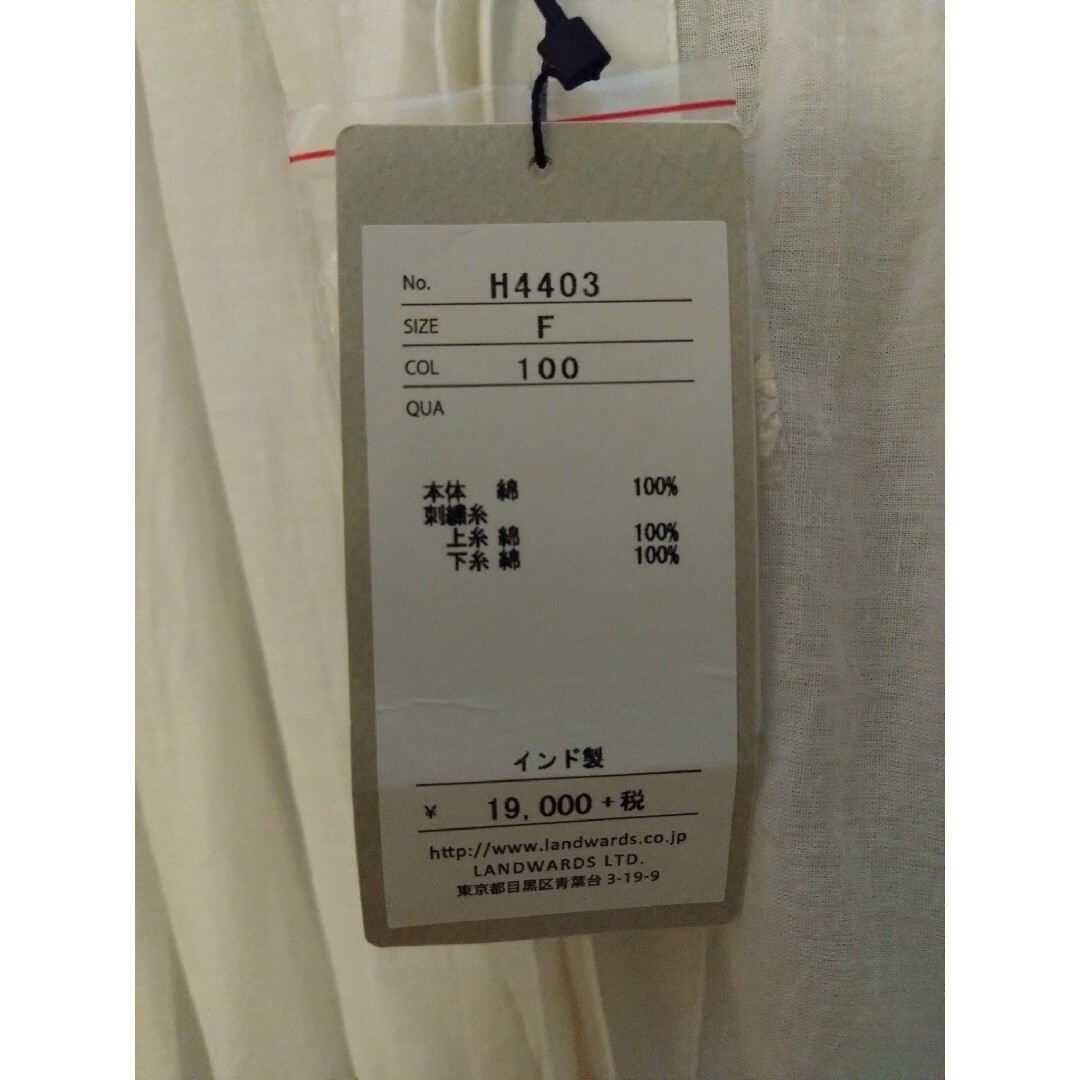 No. H4403
SIZE F
COL 100
QUA
本体 綿 100%
刺繍糸
上糸 綿 100%
下糸 綿 100%
インド製
¥ 19,000+税
http://www.landwards.co.jp
LANDWARDS LTD.
東京都目黒区青葉台 3-19-9